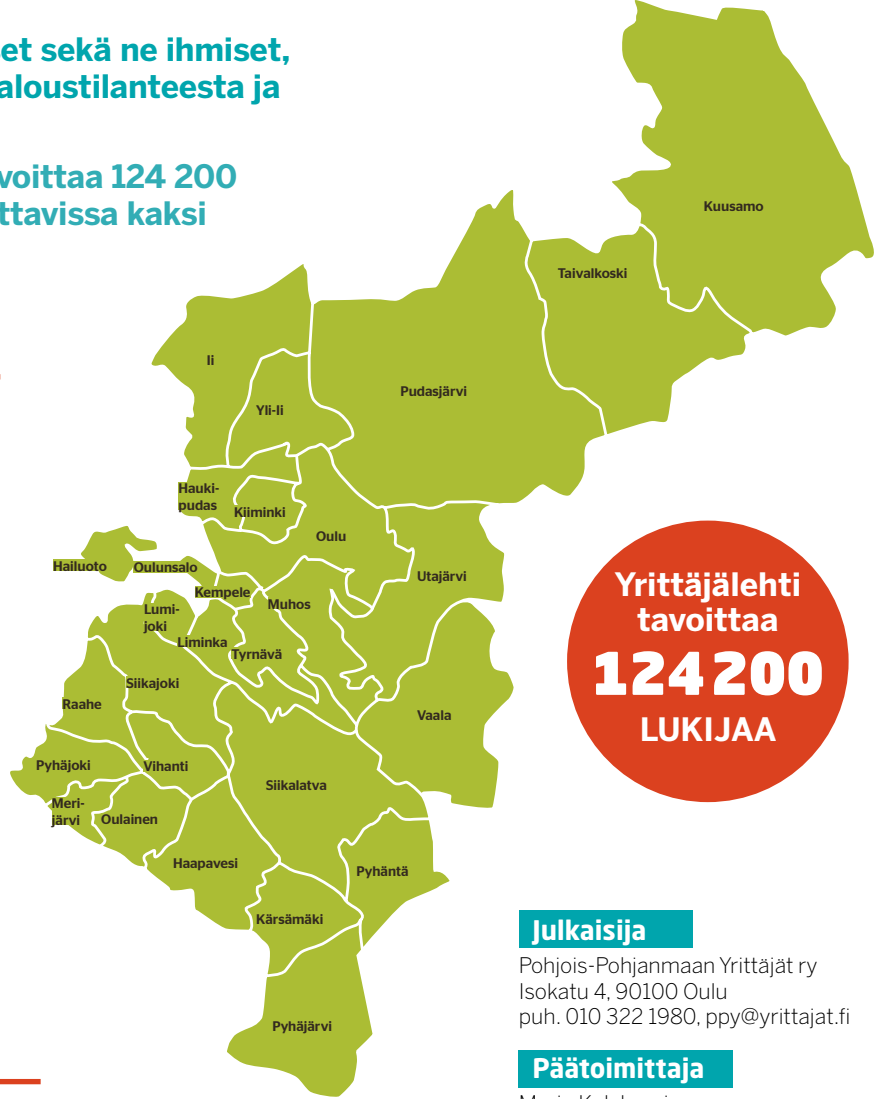 set sekä ne ihmiset,
aloustilanteesta ja
voittaa 124 200
ttavissa kaksi
Kuusamo
Taivalkoski
Ii
Pudasjärvi
Yli-Ii
Hauki-
pudas
Kiiminki
Oulu
Hailuoto
Oulunsalo
Utajärvi
Kempele
Muhos
Lumi-
joki
Liminka
Tyrnävä
Siikajoki
Raahe
Vaala
Pyhäjoki
Vihanti
Siikalatva
Meri-
järvi
Oulainen
Haapavesi
Pyhäntä
Kärsämäki
Pyhäjärvi
Yrittäjälehti
tavoittaa
124 200
LUKIJAA
Julkaisija
Pohjois-Pohjanmaan Yrittäjät ry
Isokatu 4, 90100 Oulu
puh. 010 322 1980, ppy@yrittajat.fi
Päätoimittaja